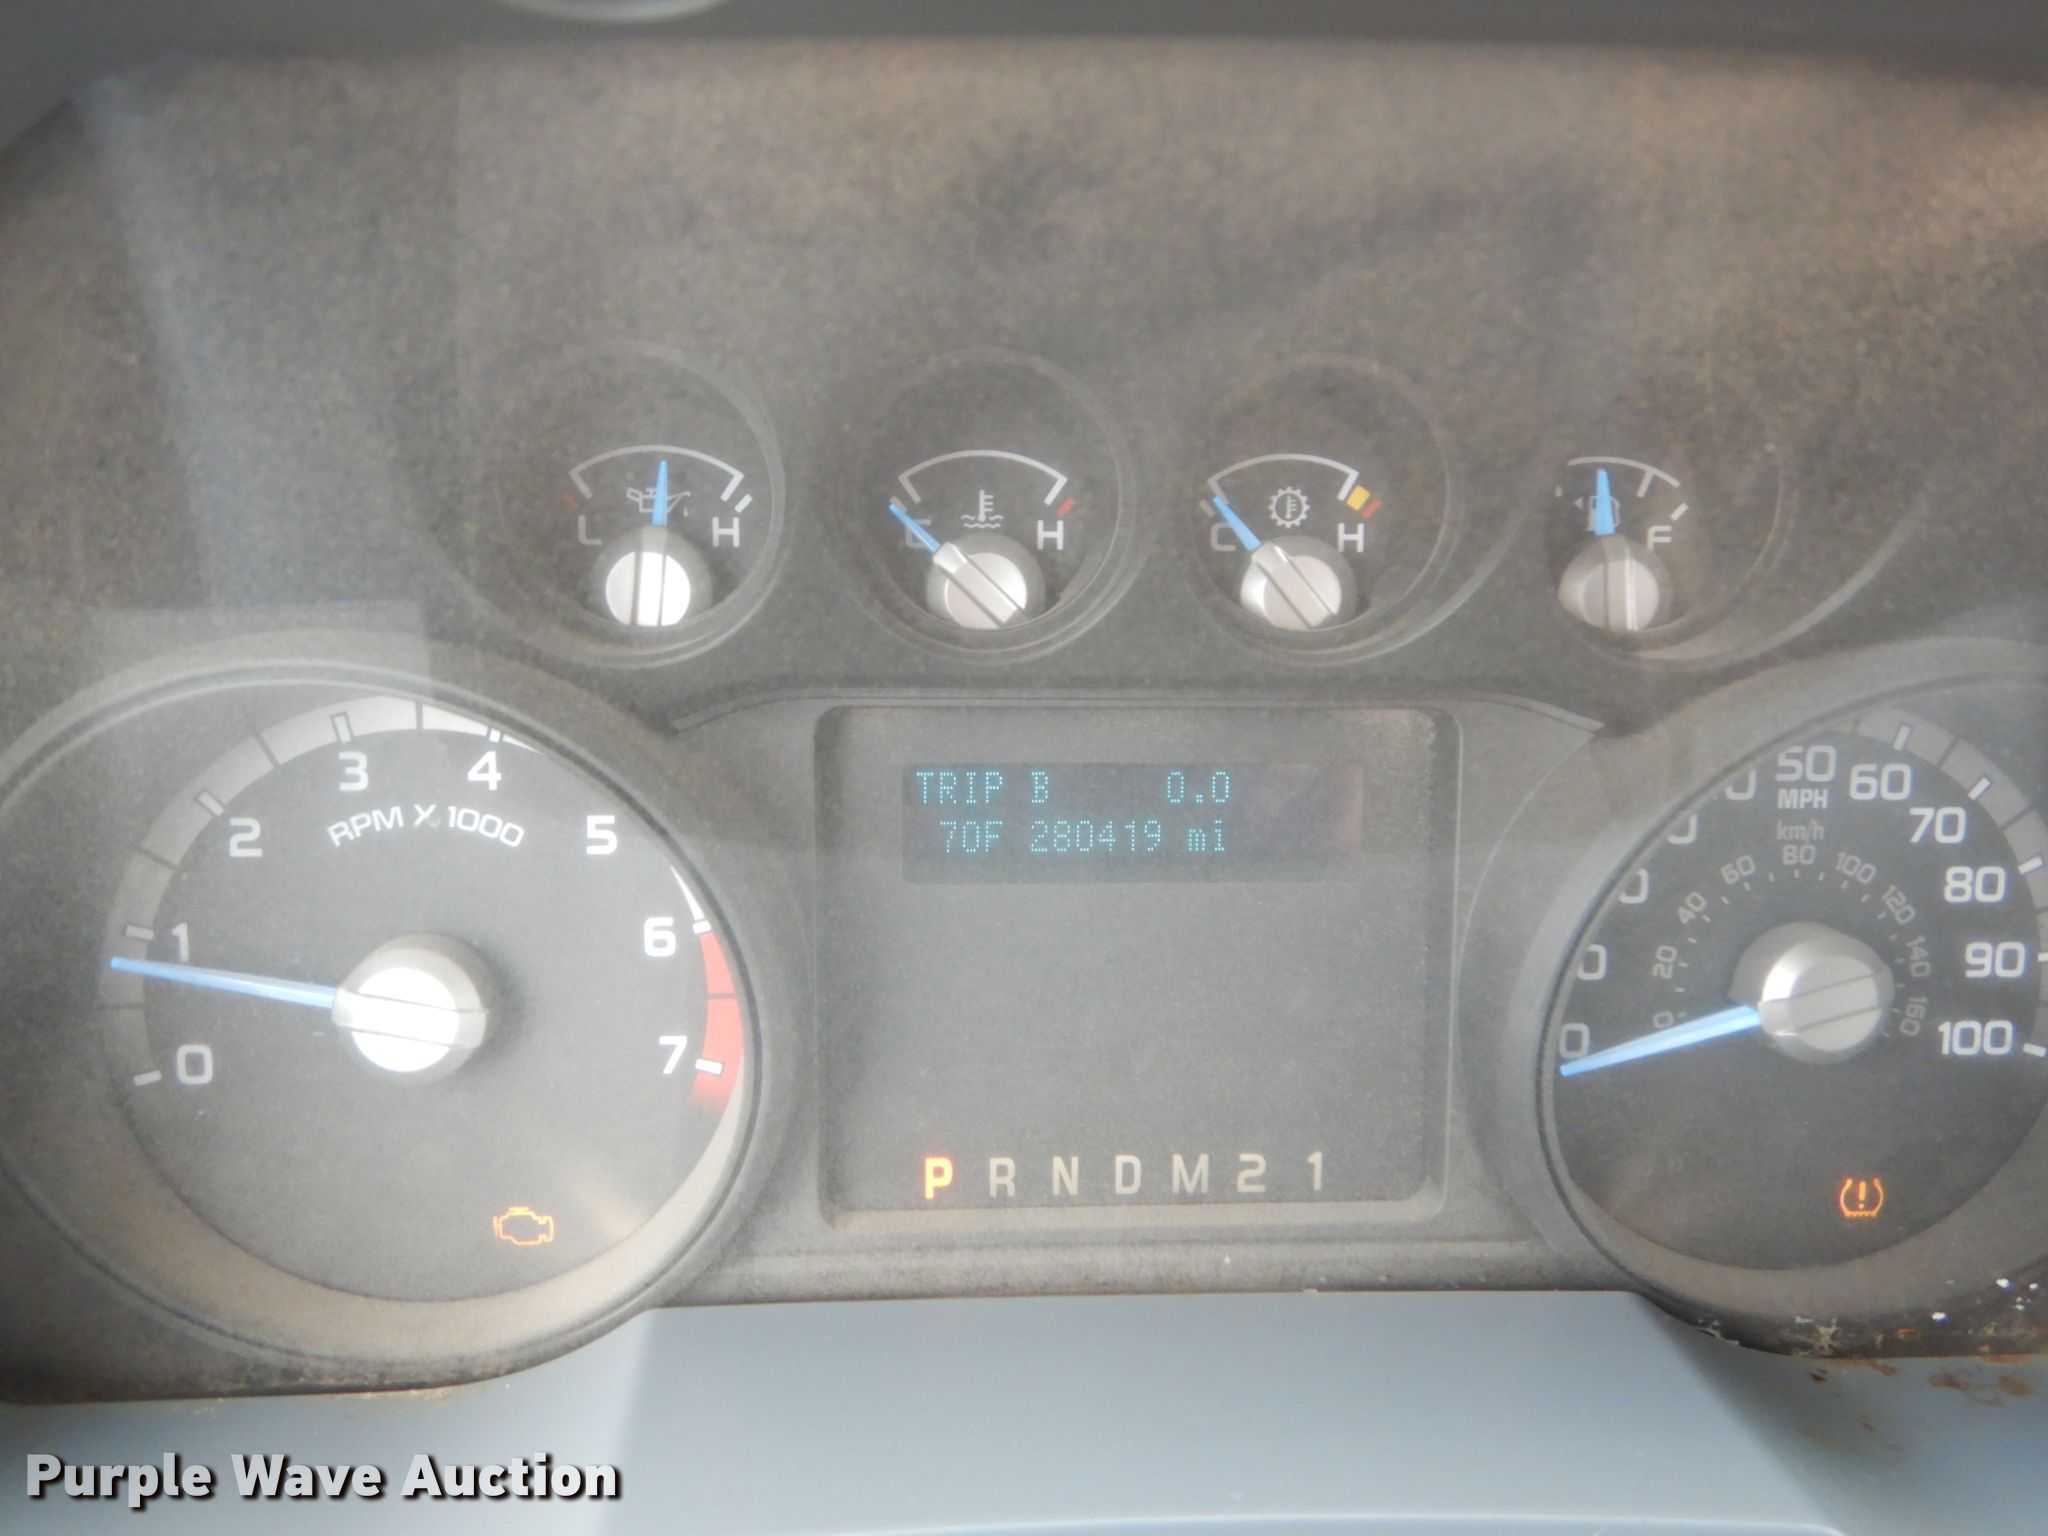 L H
C H
C H
F
0 1 2 3 4 5 6 7
RPM X 1000
TRIP B 0.0
70F 280419 mi
50 60 70 80 90 100
MPH
km/h
0 20 40 60 80 100 120 140 160
0
P R N D M 2 1
Purple Wave Auction